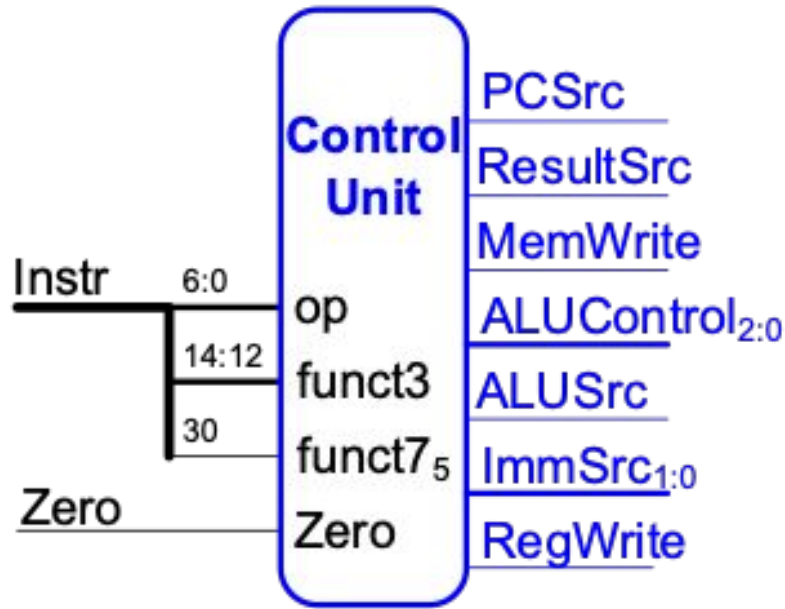 Control
Unit
Instr
6:0
op
14:12
funct3
30
funct7₅
Zero
Zero
PCSrc
ResultSrc
MemWrite
ALUControl₂:₀
ALUSrc
ImmSrc₁:₀
RegWrite